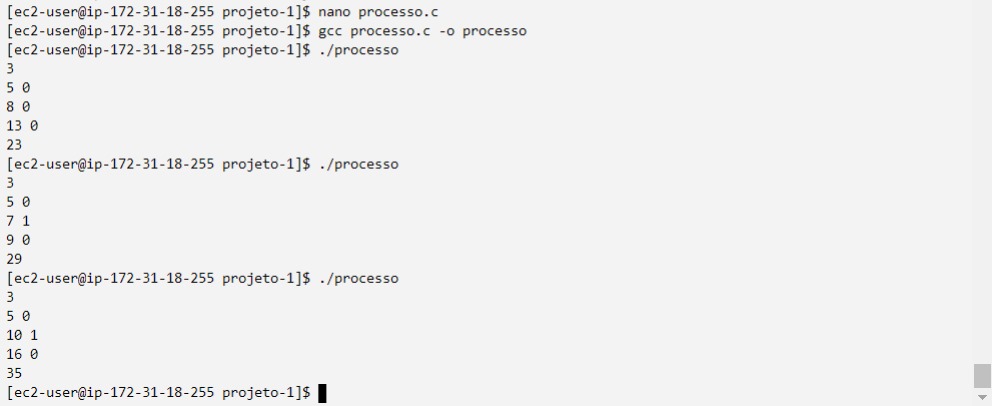 [ec2-user@ip-172-31-18-255 projeto-1]$ nano processo.c
[ec2-user@ip-172-31-18-255 projeto-1]$ gcc processo.c -o processo
[ec2-user@ip-172-31-18-255 projeto-1]$ ./processo
3
5 0
8 0
13 0
23
[ec2-user@ip-172-31-18-255 projeto-1]$ ./processo
3
5 0
7 1
9 0
29
[ec2-user@ip-172-31-18-255 projeto-1]$ ./processo
3
5 0
10 1
16 0
35
[ec2-user@ip-172-31-18-255 projeto-1]$